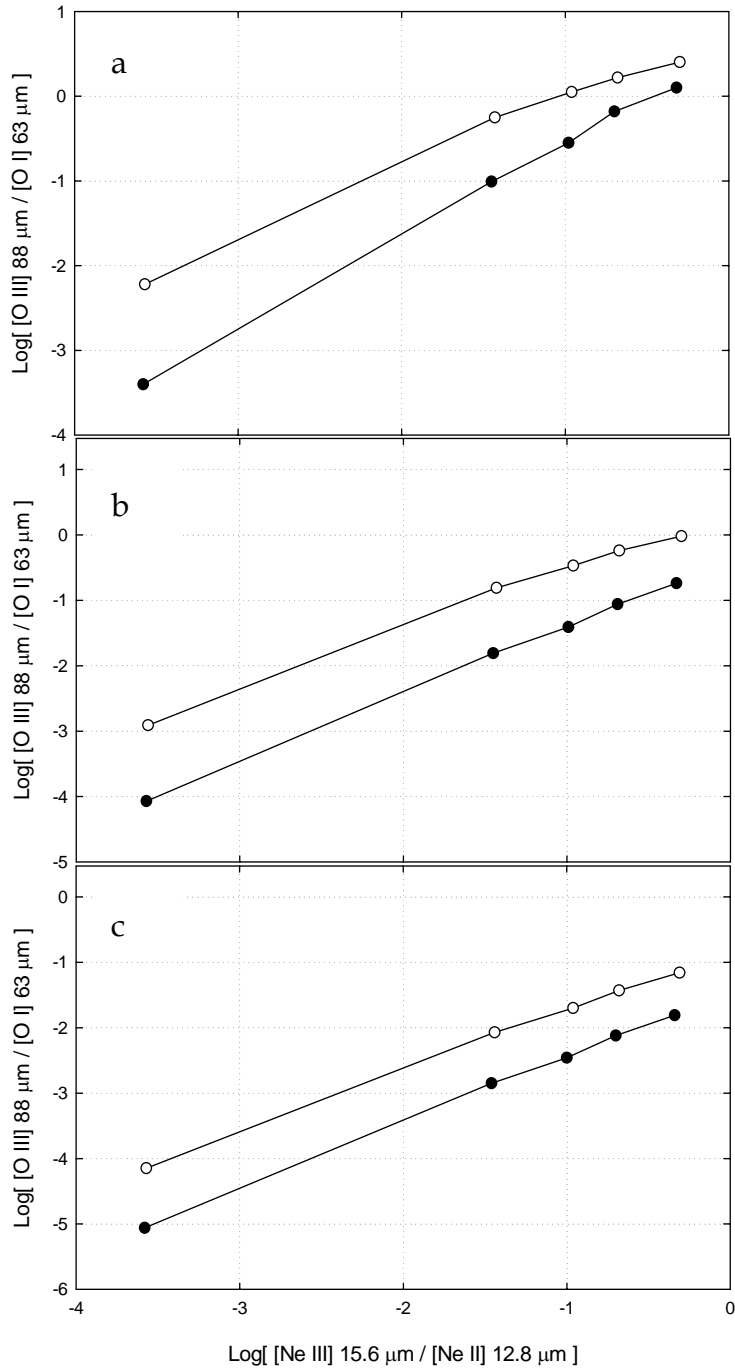 a
Log[ [O III] 88 μm / [O I] 63 μm ]
1
0
-1
-2
-3
-4
b
Log[ [O III] 88 μm / [O I] 63 μm ]
1
0
-1
-2
-3
-4
-5
c
Log[ [O III] 88 μm / [O I] 63 μm ]
0
-1
-2
-3
-4
-5
-6
-4 -3 -2 -1 0
Log[ [Ne III] 15.6 μm / [Ne II] 12.8 μm ]